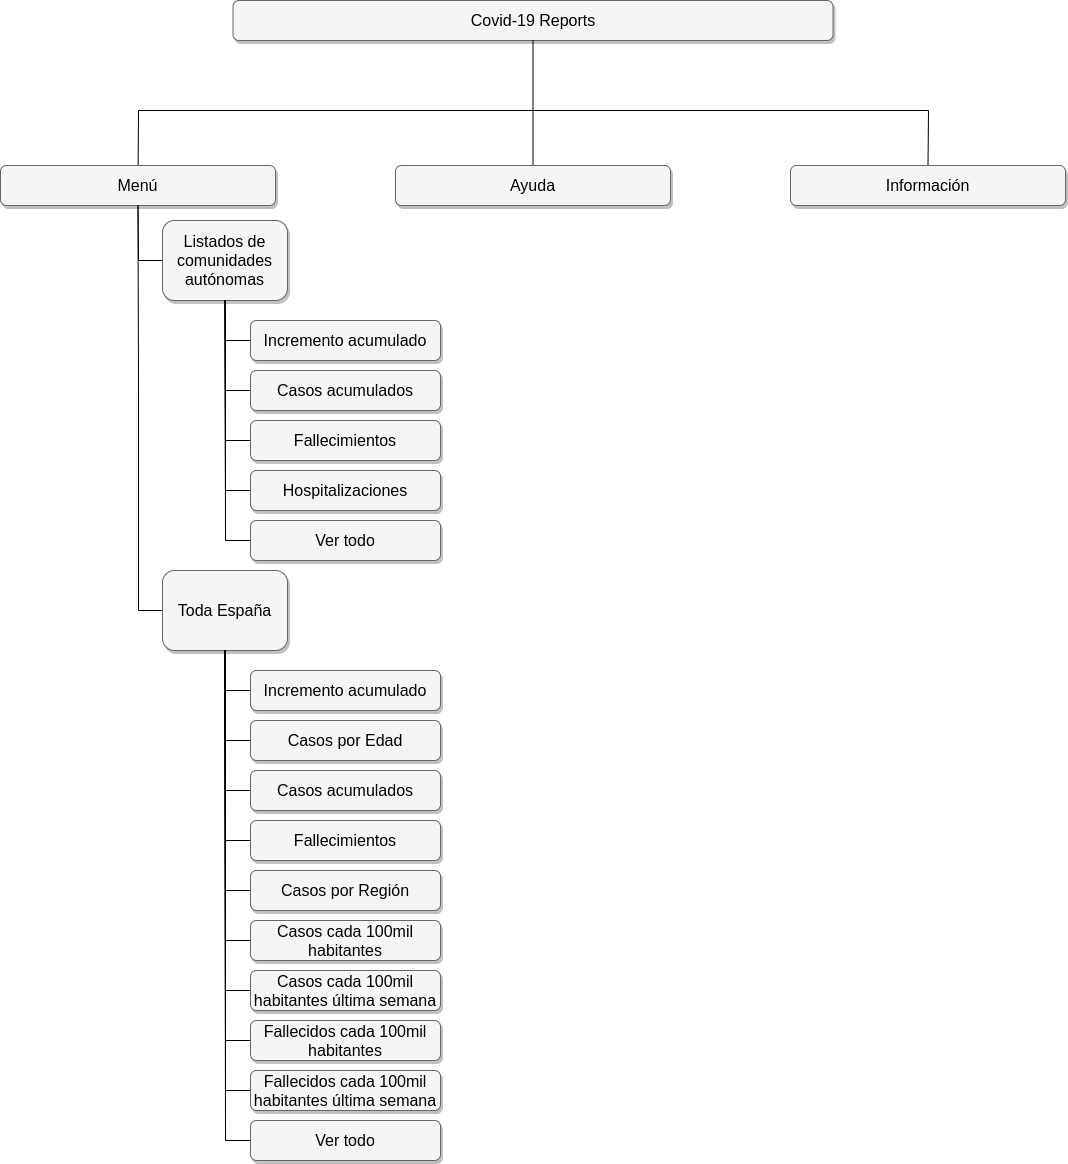 Covid-19 Reports
Menú
Ayuda
Información
Listados de
comunidades
autónomas
Incremento acumulado
Casos acumulados
Fallecimientos
Hospitalizaciones
Ver todo
Toda España
Incremento acumulado
Casos por Edad
Casos acumulados
Fallecimientos
Casos por Región
Casos cada 100mil
habitantes
Casos cada 100mil
habitantes última semana
Fallecidos cada 100mil
habitantes
Fallecidos cada 100mil
habitantes última semana
Ver todo